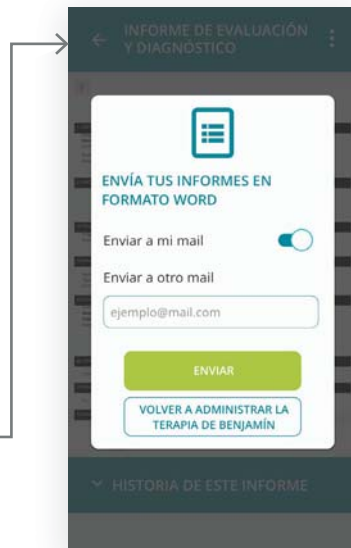 INFORME DE EVALUACIÓN
Y DIAGNÓSTICO
ENVÍA TUS INFORMES EN
FORMATO WORD
Enviar a mi mail
Enviar a otro mail
ejemplo@mail.com
ENVIAR
VOLVER A ADMINISTRAR LA
TERAPIA DE BENJAMÍN
HISTORIA DE ESTE INFORME